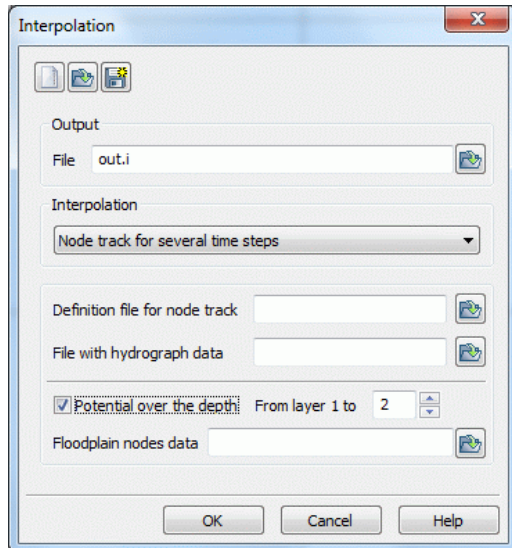 Interpolation
Output
File out.i
Interpolation
Node track for several time steps
Definition file for node track
File with hydrograph data
Potential over the depth From layer 1 to 2
Floodplain nodes data
OK Cancel Help